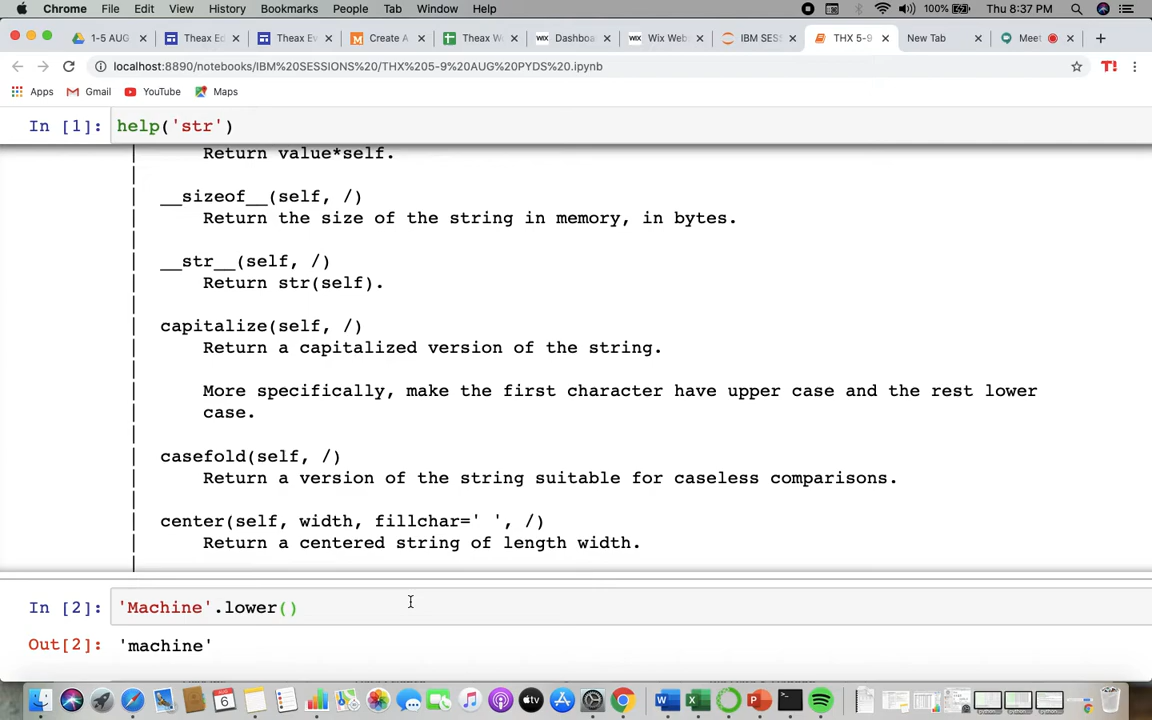 Chrome File Edit View History Bookmarks People Tab Window Help 100% Thu 8:37 PM
1-5 AUG Theax Ed Theax Ev Create A Theax W Dashboa Wix Web IBM SESS THX 5-9 New Tab Meet
localhost:8890/notebooks/IBM%20SESSIONS%20/THX%205-9%20AUG%20PYDS%20.ipynb T!
Apps Gmail YouTube Maps
In [1]: help('str')
| Return value*self.
|
| __sizeof__(self, /)
| Return the size of the string in memory, in bytes.
|
| __str__(self, /)
| Return str(self).
|
| capitalize(self, /)
| Return a capitalized version of the string.
|
| More specifically, make the first character have upper case and the rest lower
| case.
|
| casefold(self, /)
| Return a version of the string suitable for caseless comparisons.
|
| center(self, width, fillchar=' ', /)
| Return a centered string of length width.
|
In [2]: 'Machine'.lower()
Out[2]: 'machine'